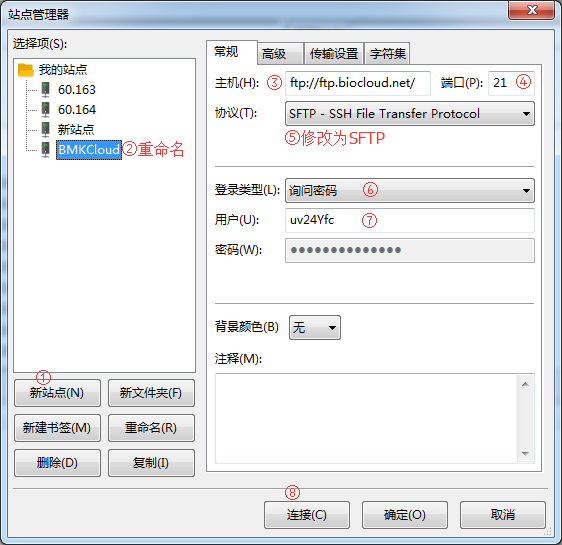 站点管理器
选择项(S):
我的站点
60.163
60.164
新站点
BMKCloud ②重命名
①
新站点(N) 新文件夹(F)
新建书签(M) 重命名(R)
删除(D) 复制(I)
常规 高级 传输设置 字符集
主机(H): ③ ftp://ftp.biocloud.net/ 端口(P): 21 ④
协议(T): SFTP - SSH File Transfer Protocol
⑤修改为SFTP
登录类型(L): 询问密码 ⑥
用户(U): uv24Yfc ⑦
密码(W): ●●●●●●●●●●●●●●
背景颜色(B) 无
注释(M):
⑧
连接(C) 确定(O) 取消